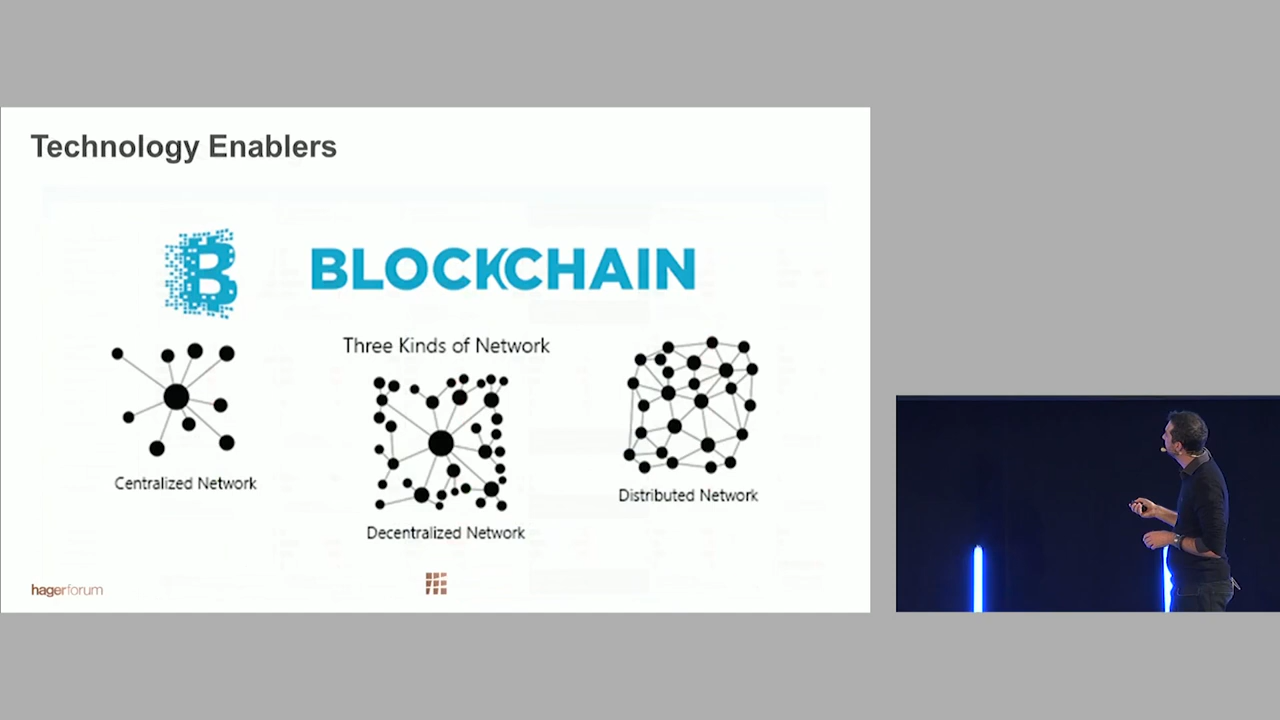 Technology Enablers
BLOCKCHAIN
Three Kinds of Network
Centralized Network
Decentralized Network
Distributed Network
hagerforum